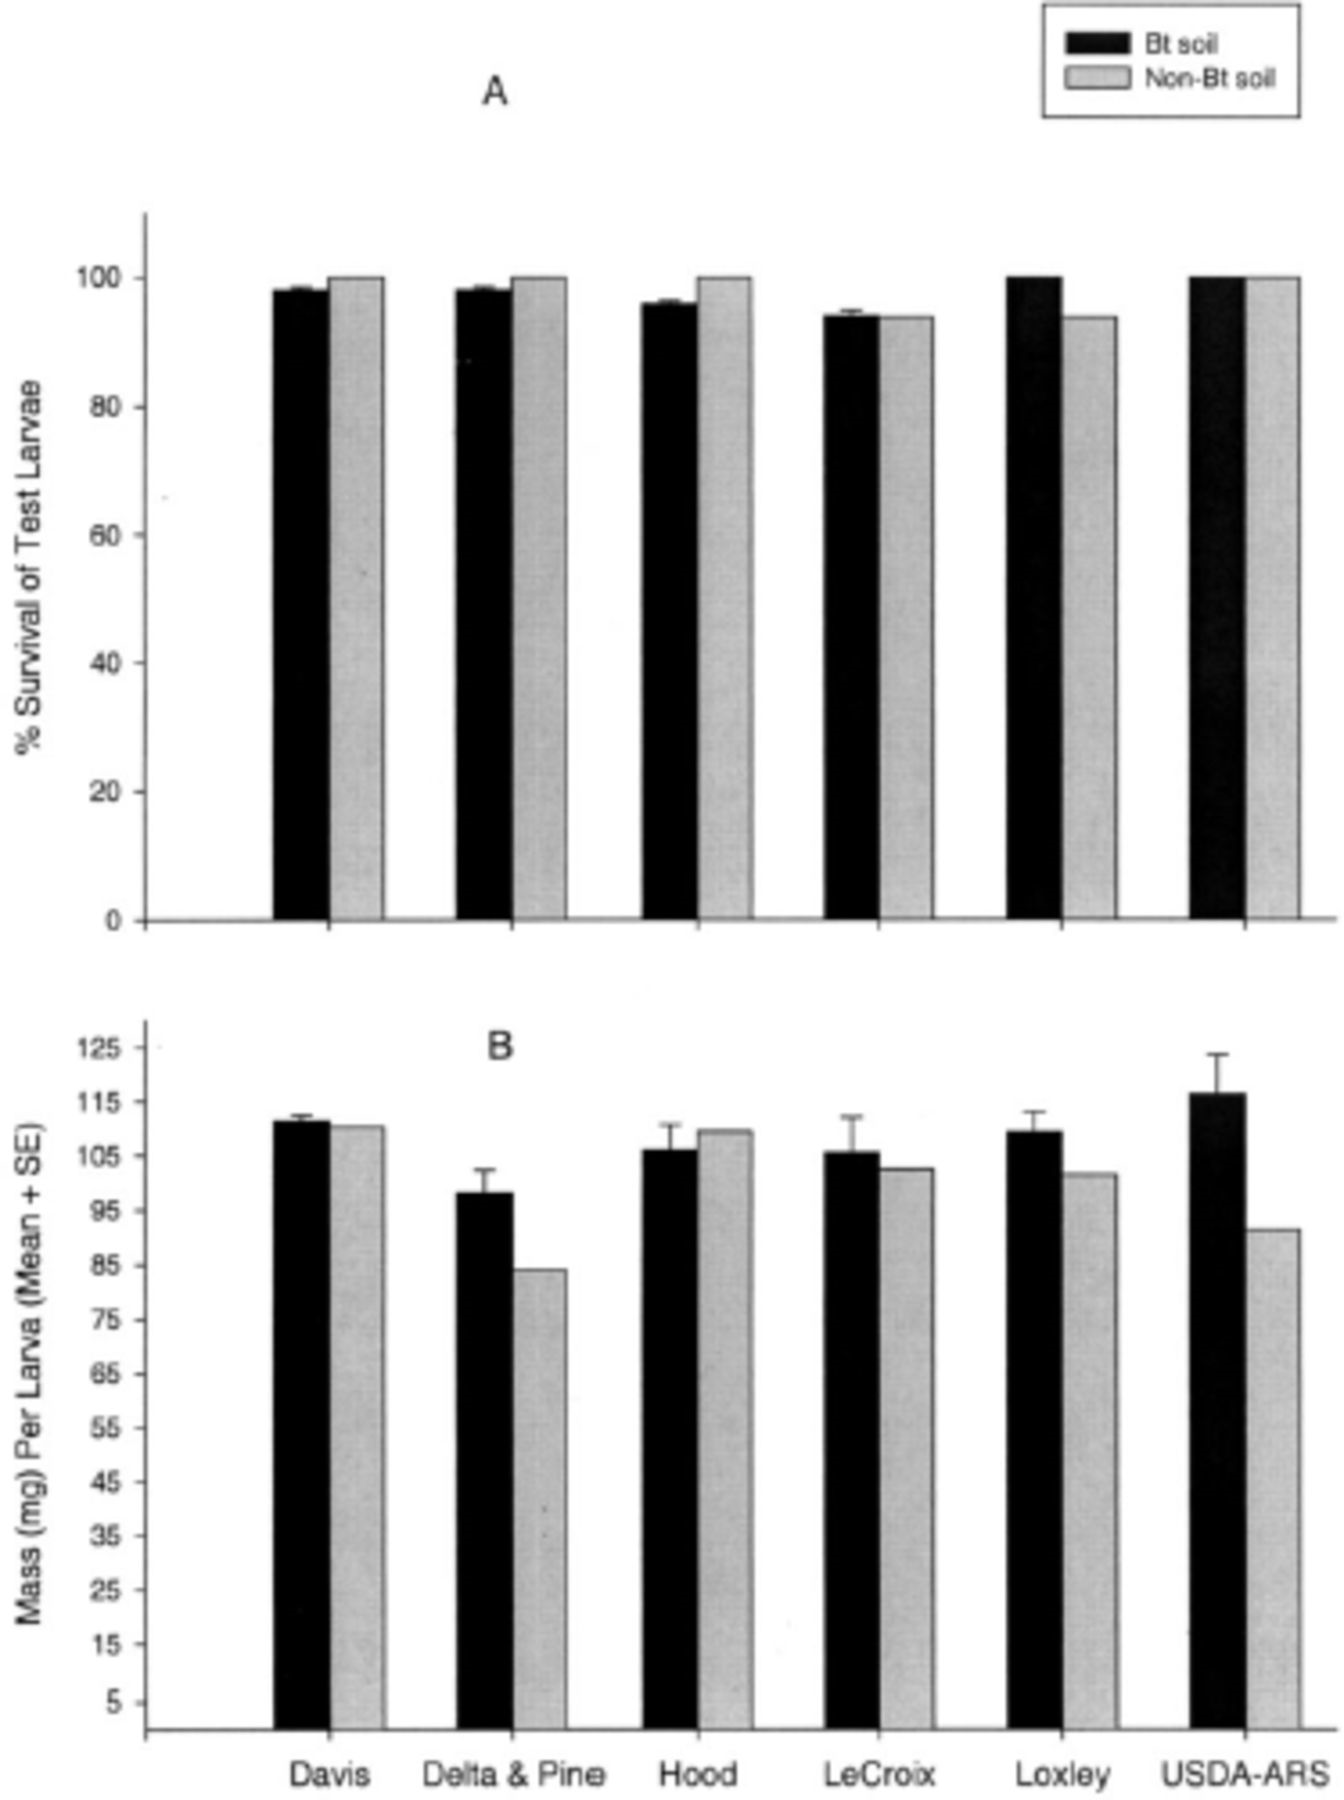 Bt soil
Non-Bt soil
A
% Survival of Test Larvae
100
80
60
40
20
0
B
Mass (mg) Per Larva (Mean + SE)
125
115
105
95
85
75
65
55
45
35
25
15
5
Davis Delta & Pine Hood LeCroix Loxley USDA-ARS